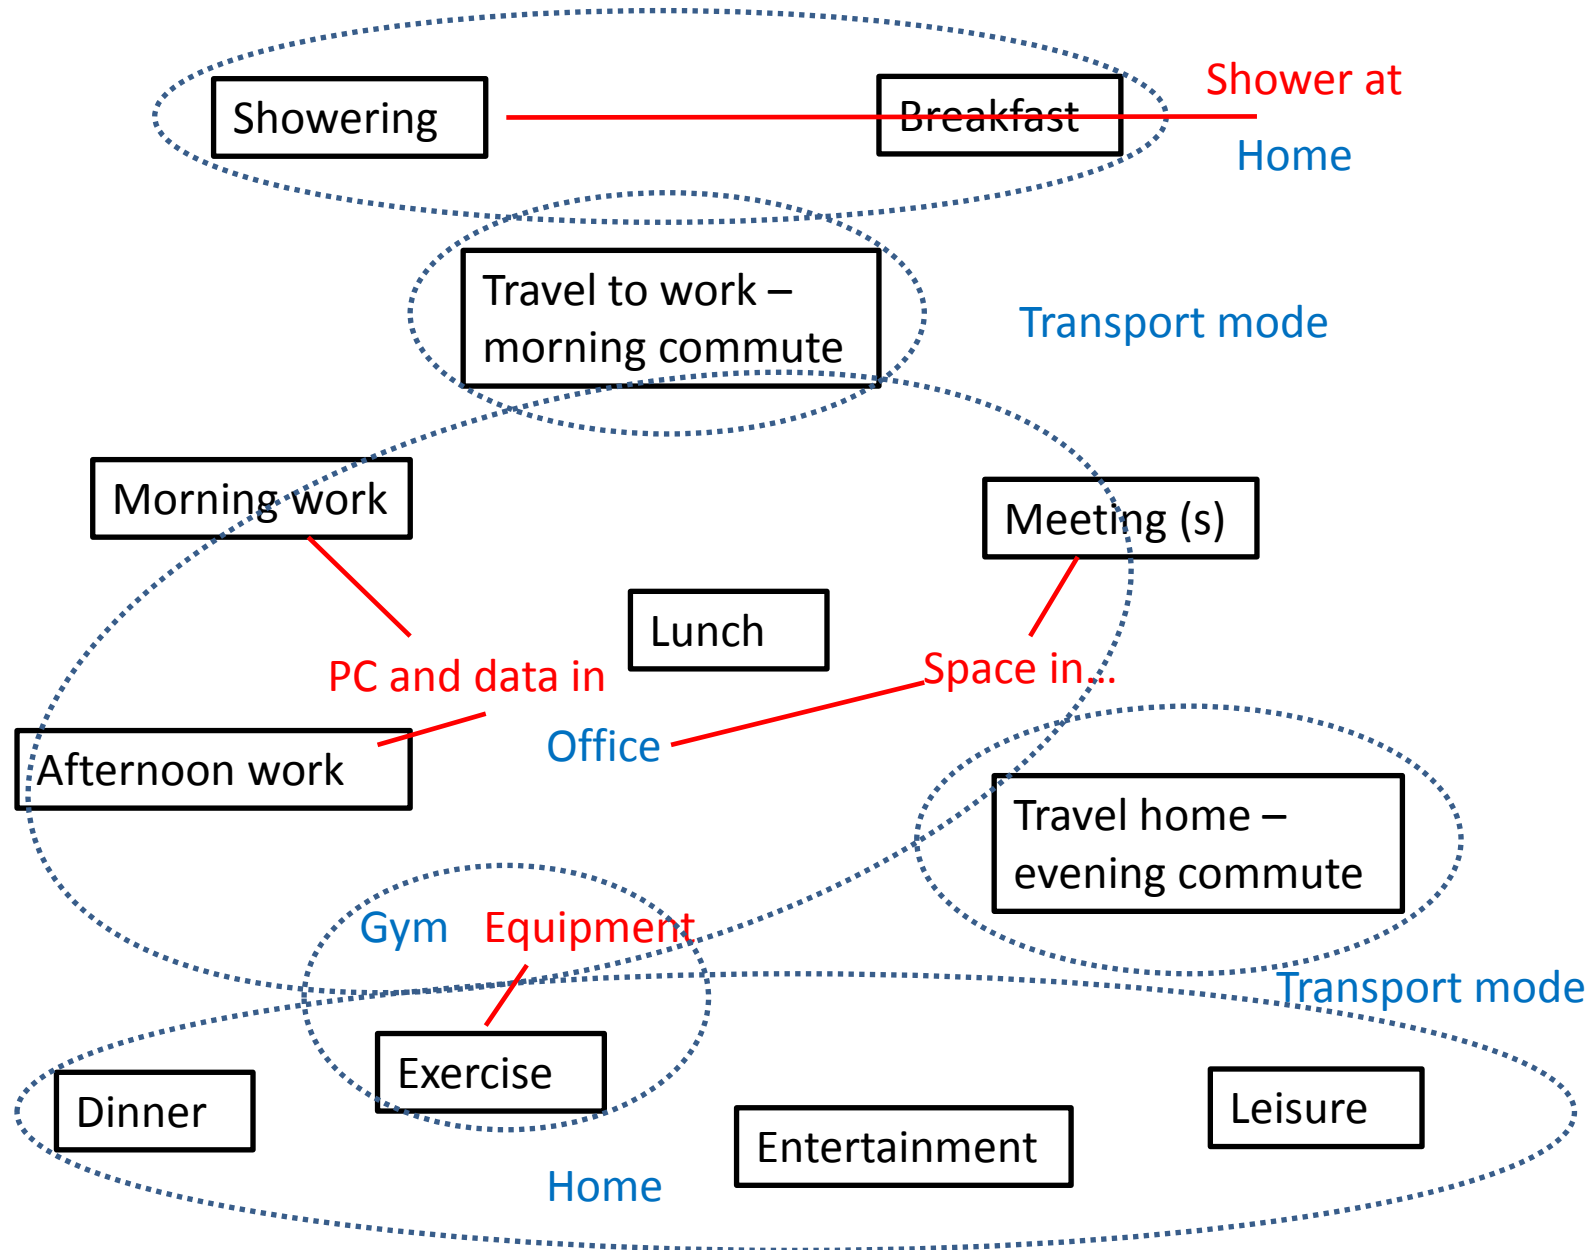 Shower at
Showering
Breakfast
Home
Travel to work –
morning commute
Transport mode
Morning work
Meeting (s)
Lunch
PC and data in
Space in…
Office
Afternoon work
Travel home –
evening commute
Gym
Equipment
Transport mode
Exercise
Dinner
Leisure
Entertainment
Home